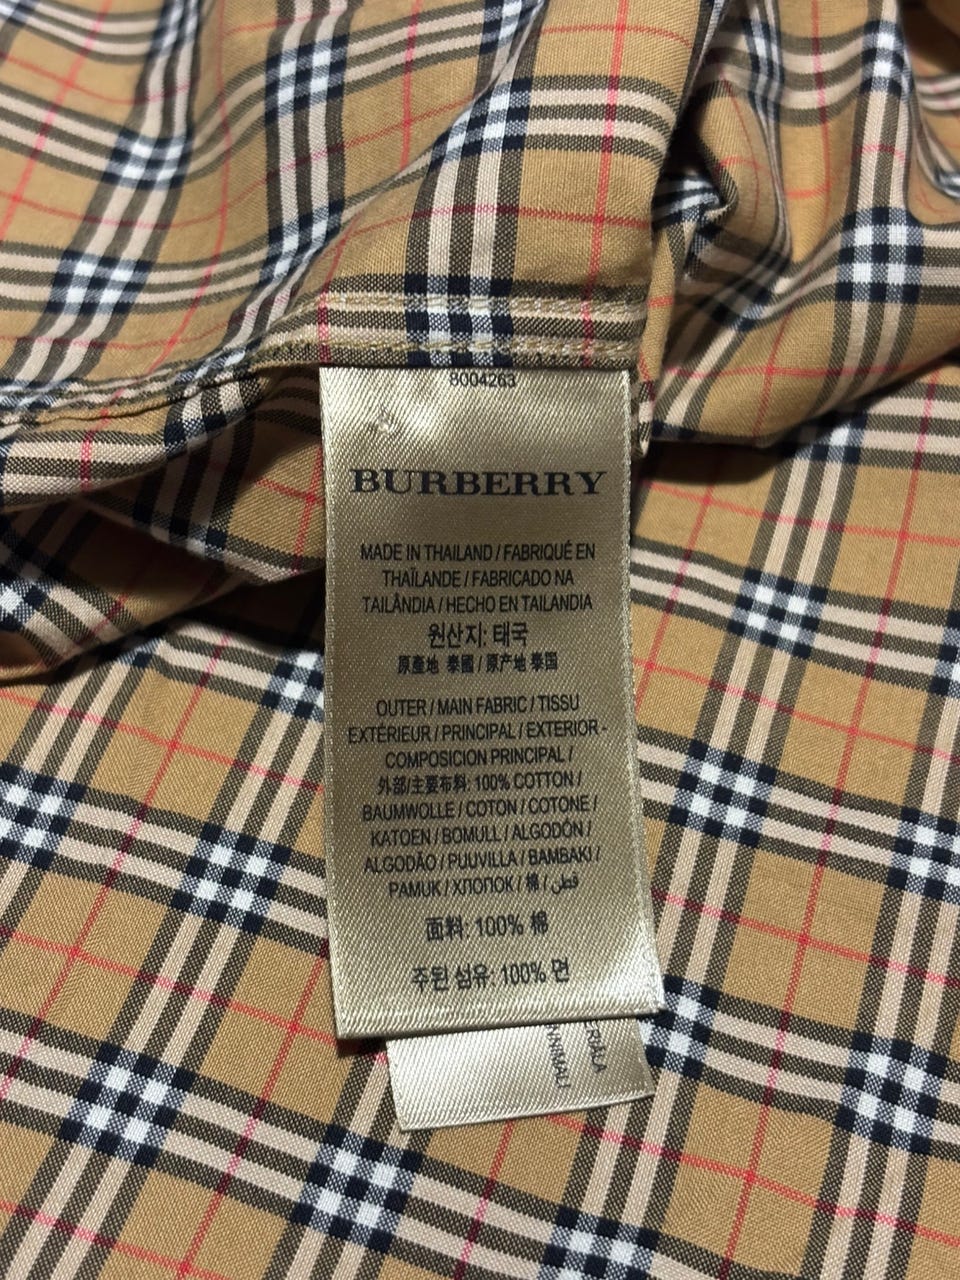 8004263
BURBERRY
MADE IN THAILAND / FABRIQUÉ EN
THAÏLANDE / FABRICADO NA
TAILÂNDIA / HECHO EN TAILANDIA
원산지: 태국
原產地 泰國 / 原产地 泰国
OUTER / MAIN FABRIC / TISSU
EXTÉRIEUR / PRINCIPAL / EXTERIOR -
COMPOSICION PRINCIPAL /
外部/主要布料: 100% COTTON /
BAUMWOLLE / COTON / COTONE /
KATOEN / BOMULL / ALGODÓN /
ALGODÃO / PUUVILLA / BAMBAKI /
PAMUK / ХЛОПОК / 棉 / قطن
面料: 100% 棉
주된 섬유: 100% 면